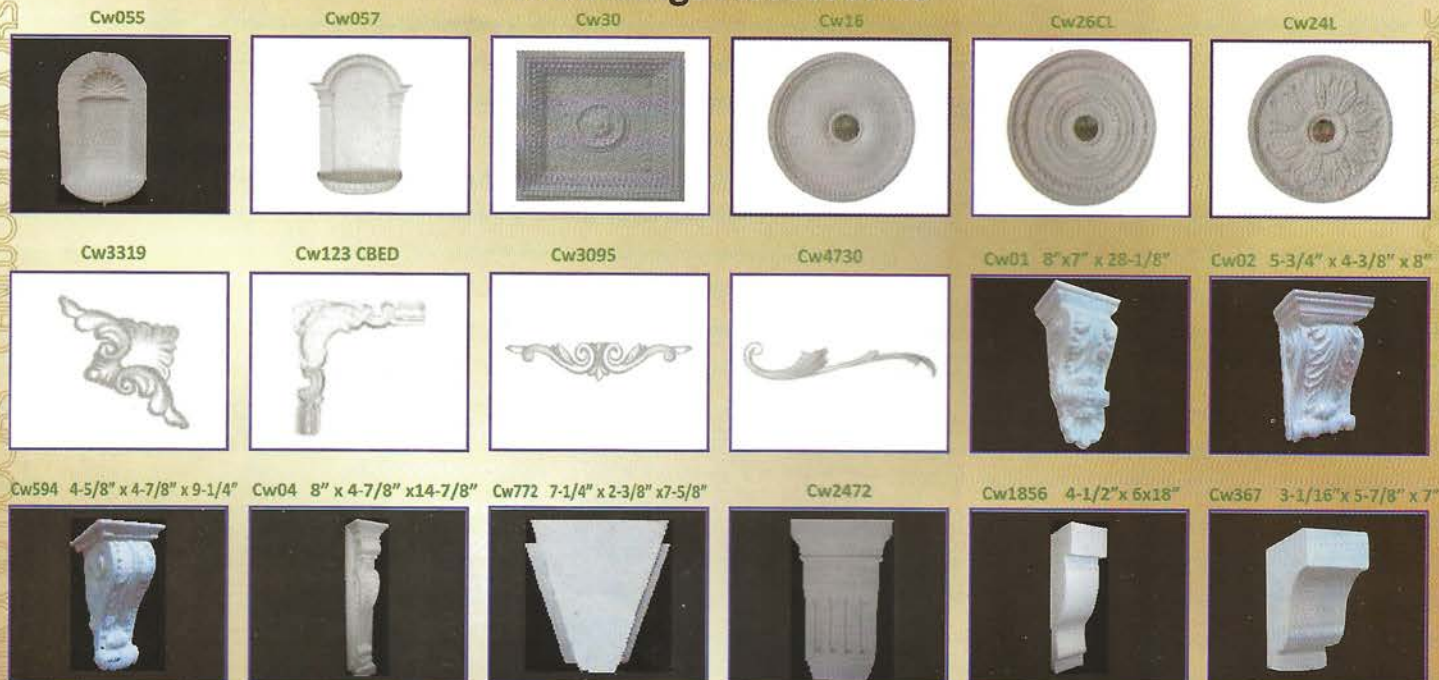 Cw055 Cw057 Cw30 Cw16 Cw26CL Cw24L
Cw3319 Cw123 CBED Cw3095 Cw4730 Cw01 8”x7” x 28-1/8” Cw02 5-3/4” x 4-3/8” x 8”
Cw594 4-5/8” x 4-7/8” x 9-1/4” Cw04 8” x 4-7/8” x14-7/8” Cw772 7-1/4” x 2-3/8” x7-5/8” Cw2472 Cw1856 4-1/2”x 6x18” Cw367 3-1/16”x 5-7/8” x 7”